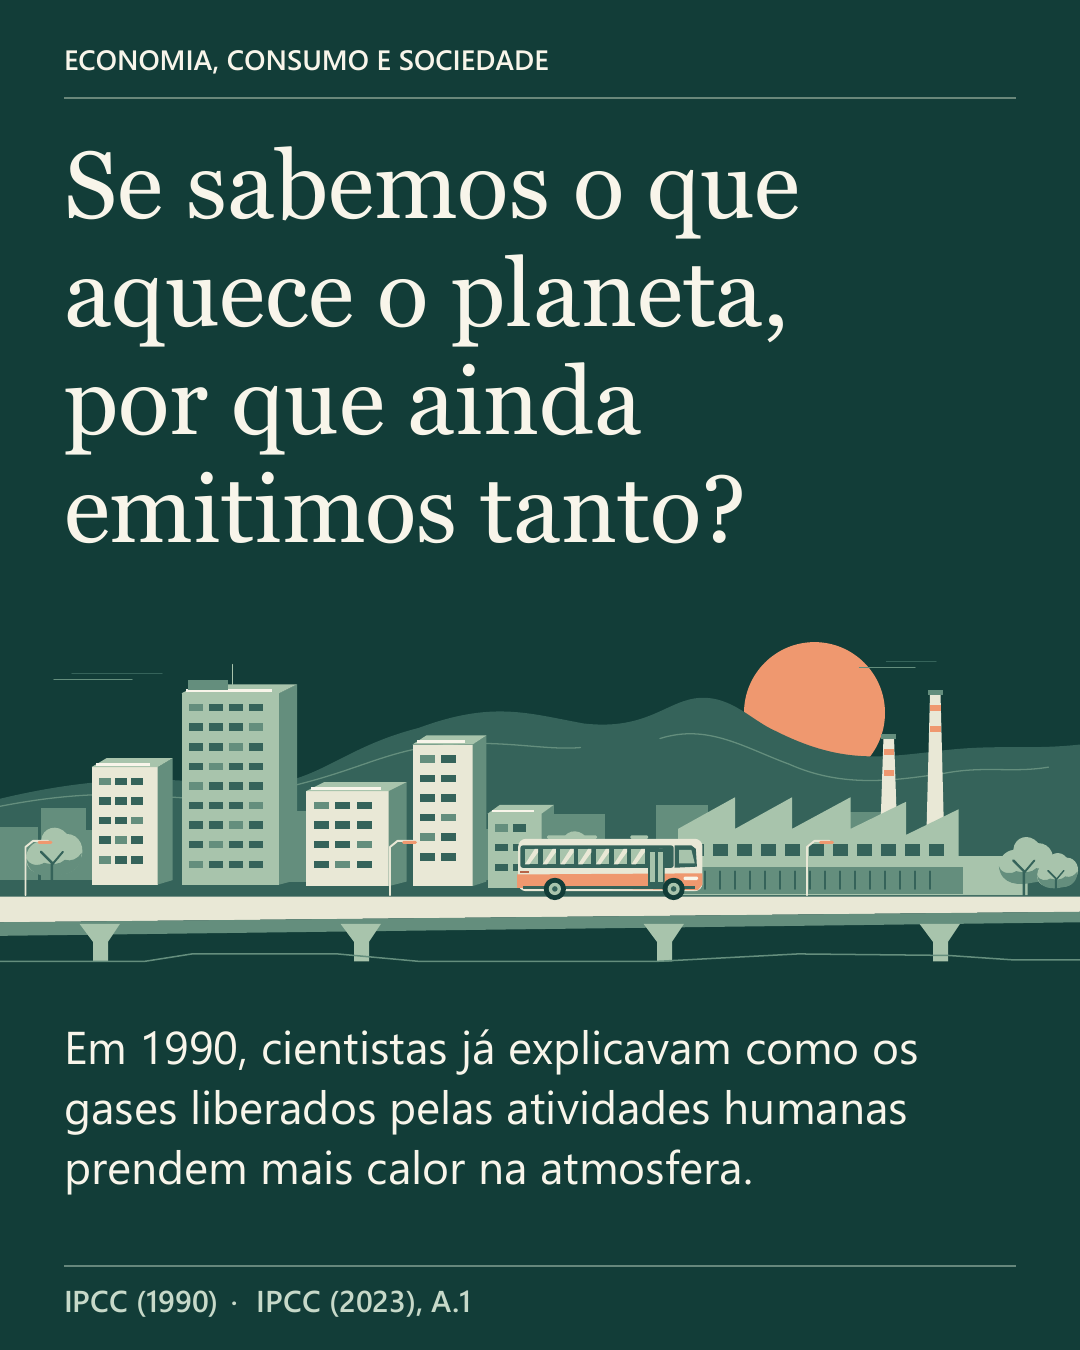 ECONOMIA, CONSUMO E SOCIEDADE
Se sabemos o que
aquece o planeta,
por que ainda
emitimos tanto?
Em 1990, cientistas já explicavam como os
gases liberados pelas atividades humanas
prendem mais calor na atmosfera.
IPCC (1990) · IPCC (2023), A.1